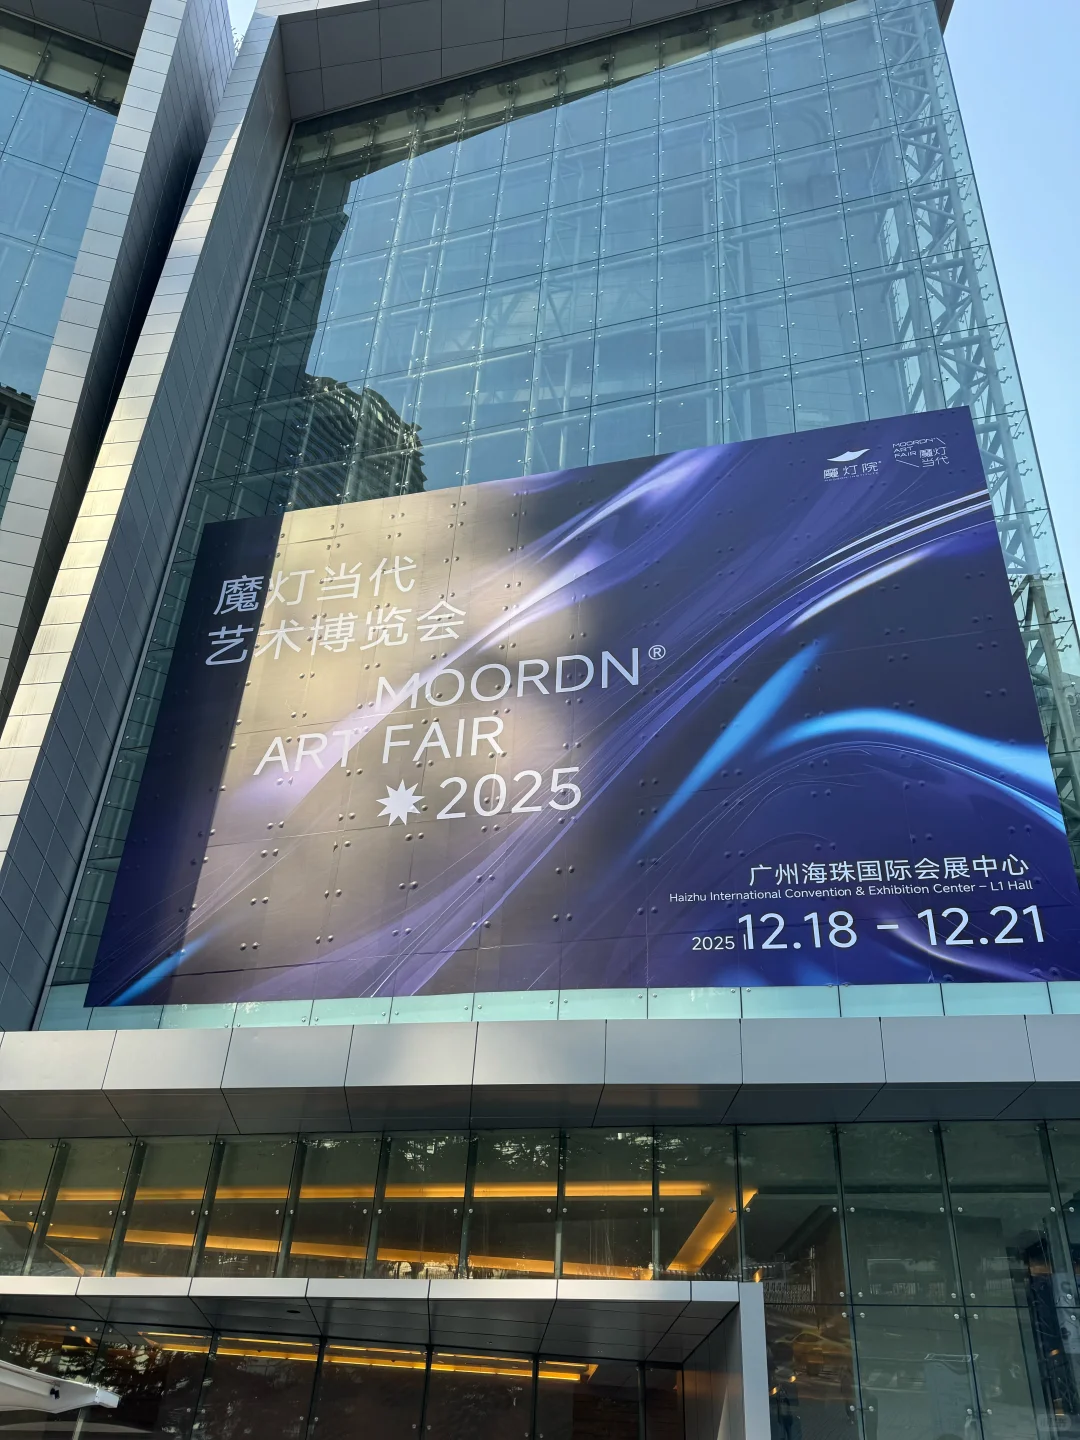 魔灯院
MOORDN
ART
FAIR 魔灯
当代
魔灯当代
艺术博览会
MOORDN®
ART FAIR
2025
广州海珠国际会展中心
Haizhu International Convention & Exhibition Center – L1 Hall
2025 | 12.18 – 12.21